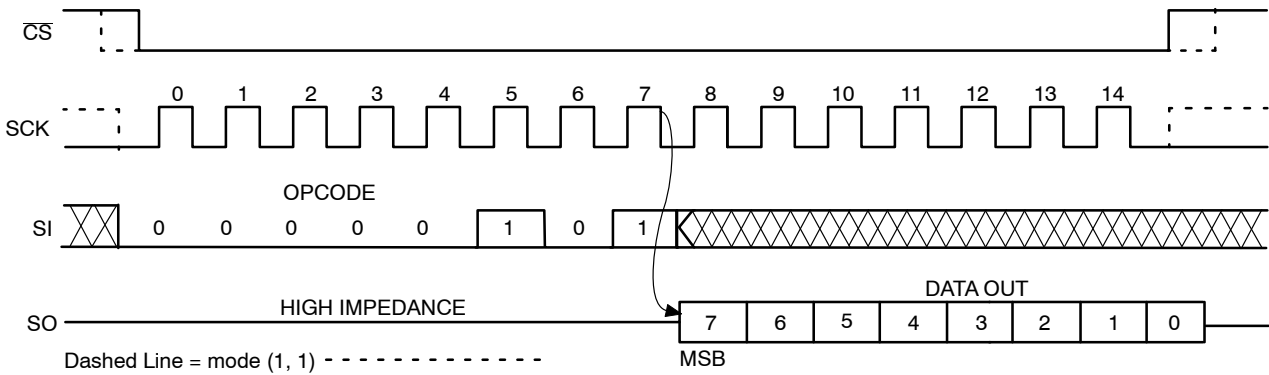 CS
0 1 2 3 4 5 6 7 8 9 10 11 12 13 14
SCK
OPCODE
SI 0 0 0 0 0 1 0 1
DATA OUT
HIGH IMPEDANCE
SO 7 6 5 4 3 2 1 0
Dashed Line = mode (1, 1) MSB